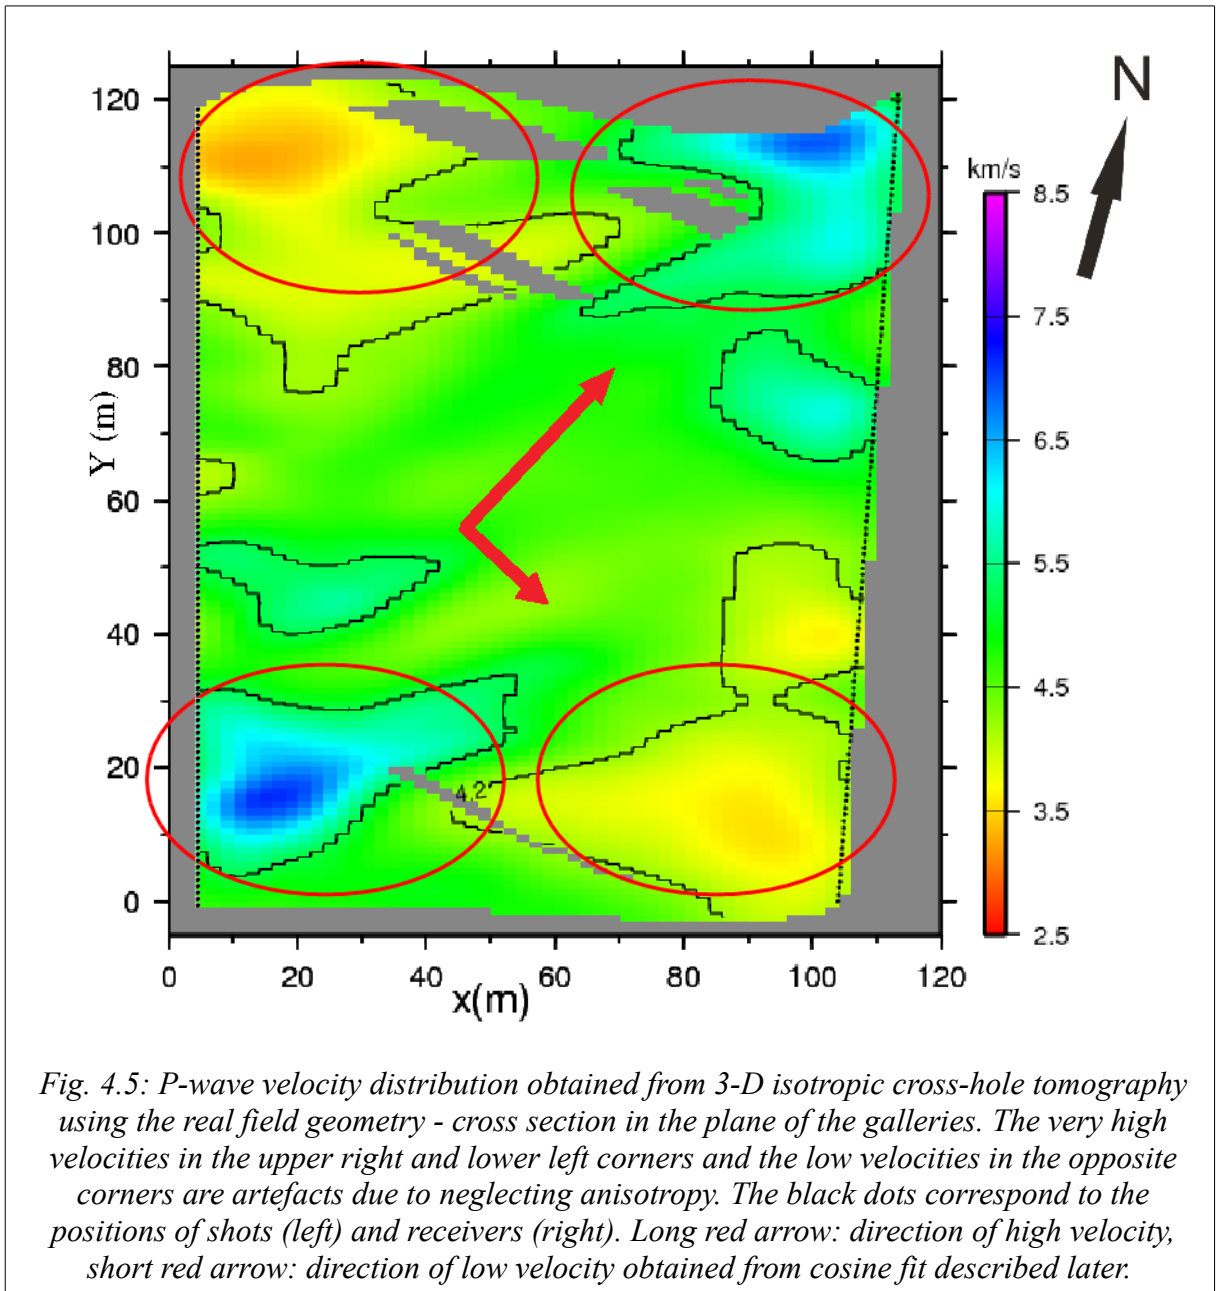 N
120
100
80
60
40
20
0
Y (m)
0
20
40
60
80
100
120
x(m)
4.2
km/s
8.5
7.5
6.5
5.5
4.5
3.5
2.5
Fig. 4.5: P-wave velocity distribution obtained from 3-D isotropic cross-hole tomography
using the real field geometry - cross section in the plane of the galleries. The very high
velocities in the upper right and lower left corners and the low velocities in the opposite
corners are artefacts due to neglecting anisotropy. The black dots correspond to the
positions of shots (left) and receivers (right). Long red arrow: direction of high velocity,
short red arrow: direction of low velocity obtained from cosine fit described later.